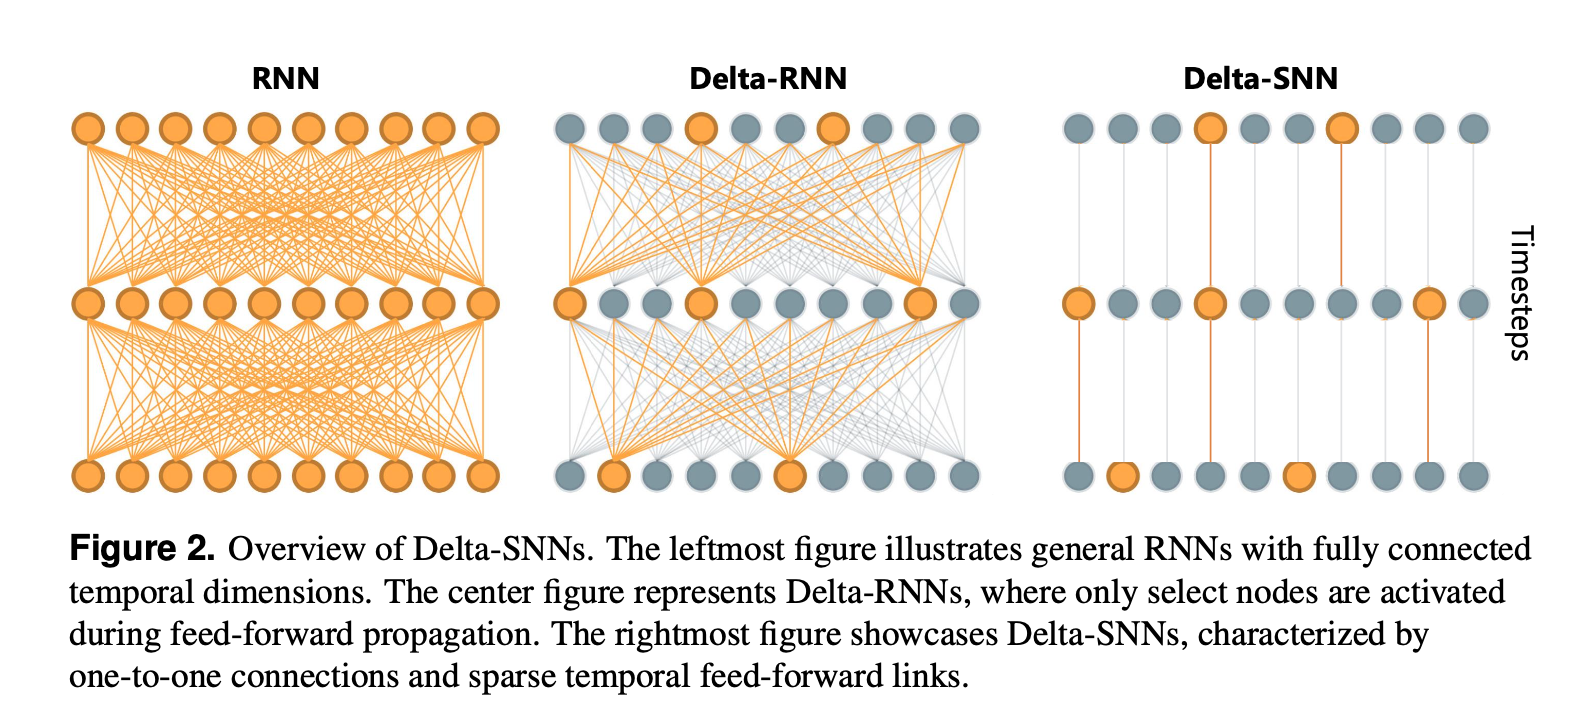 RNN
Delta-RNN
Delta-SNN
Timesteps
Figure 2. Overview of Delta-SNNs. The leftmost figure illustrates general RNNs with fully connected
temporal dimensions. The center figure represents Delta-RNNs, where only select nodes are activated
during feed-forward propagation. The rightmost figure showcases Delta-SNNs, characterized by
one-to-one connections and sparse temporal feed-forward links.